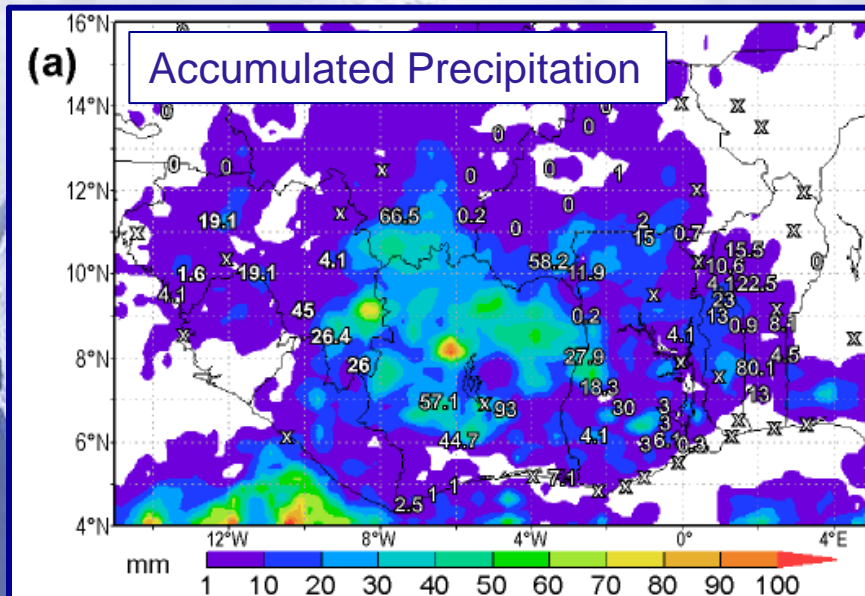 16°N
(a)
Accumulated Precipitation
14°N
0 0 0 x x
0 x
0 0 x 0 0 1
12°N
x x
19.1 x 66.5 0.2 0 0 2
x 15 0.7 x
15.5
1.6 x 19.1 4.1 58.2 11.9 x 10.6 0
10°N
4.1 4.1 22.5
45 x 23 x
0.2 13 0.9 8.1
x 26.4 4.1 x
8°N
26 27.9 x 4.5
x 80.1
18.3 13
57.1 x 93 30 3
3 x
6°N
x 44.7 4.1 3 6.1 0.3 x x x
x 7.1 x x
1 1 x x
2.5
4°N
12°W 8°W 4°W 0° 4°E
mm
1 10 20 30 40 50 60 70 80 90 100